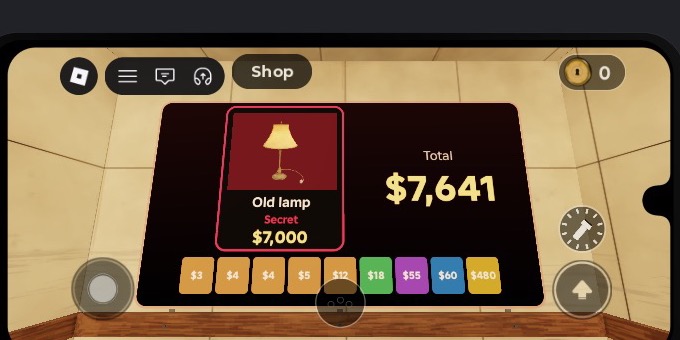 Shop
0
Old lamp
Secret
$7,000
Total
$7,641
$3 $4 $4 $5 $12 $18 $55 $60 $480